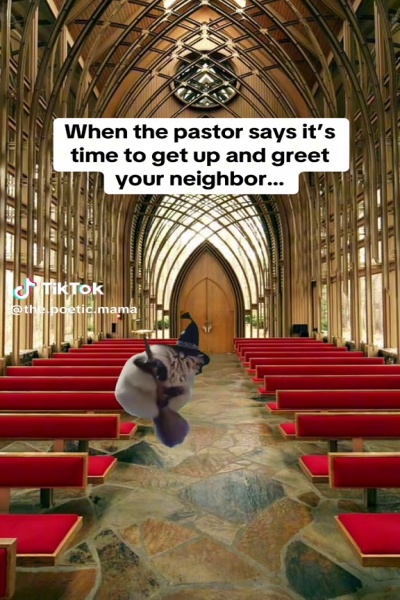 When the pastor says it's
time to get up and greet
your neighbor...
TikTok
@the.poetic.mama